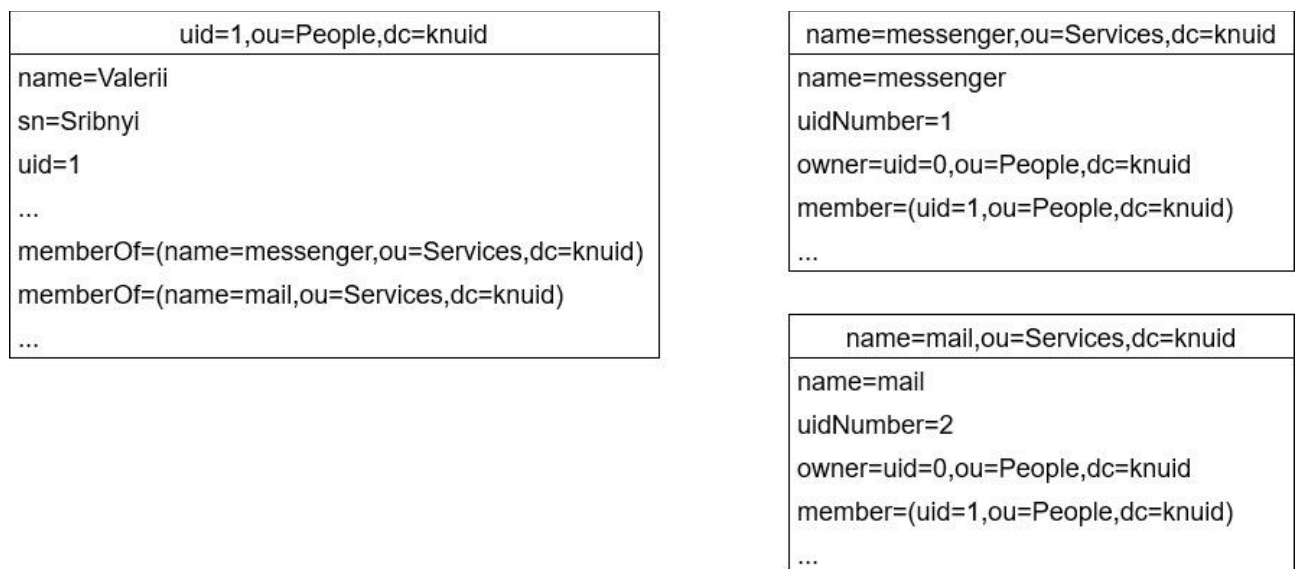 uid=1,ou=People,dc=knuid
name=Valerii
sn=Sribnyi
uid=1
...
memberOf=(name=messenger,ou=Services,dc=knuid)
memberOf=(name=mail,ou=Services,dc=knuid)
...
name=messenger,ou=Services,dc=knuid
name=messenger
uidNumber=1
owner=uid=0,ou=People,dc=knuid
member=(uid=1,ou=People,dc=knuid)
...
name=mail,ou=Services,dc=knuid
name=mail
uidNumber=2
owner=uid=0,ou=People,dc=knuid
member=(uid=1,ou=People,dc=knuid)
...